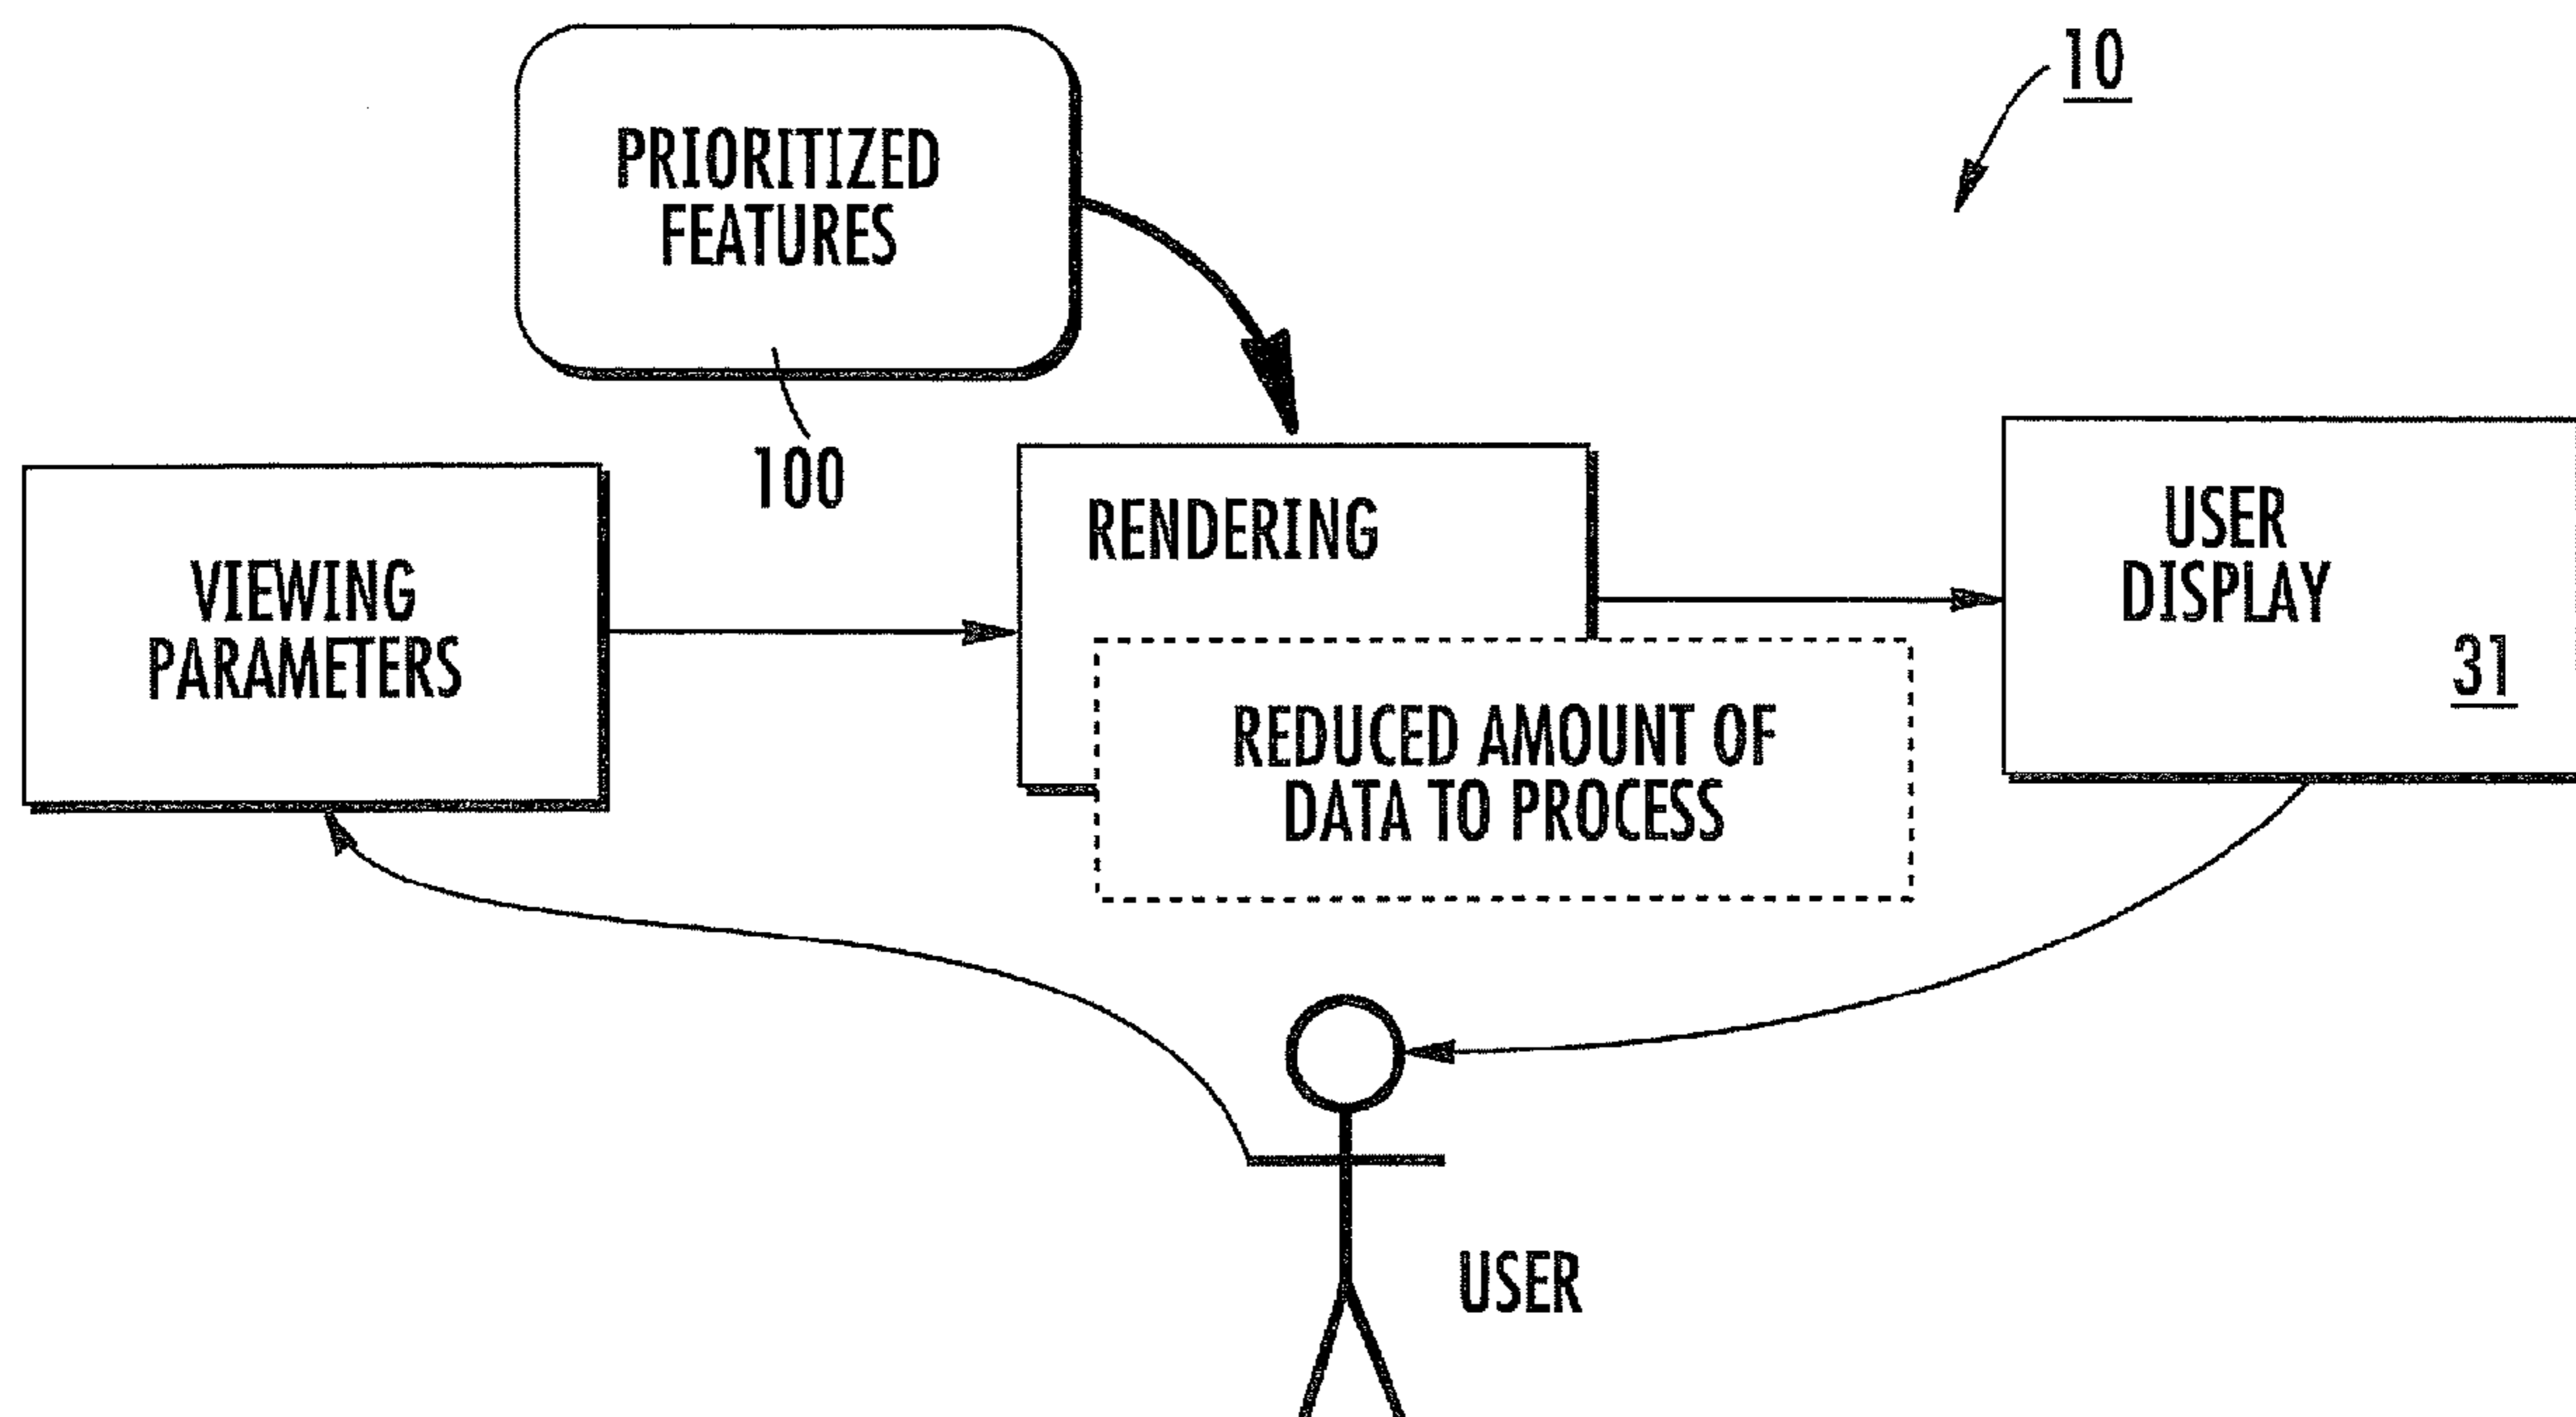 10
PRIORITIZED
FEATURES
100
VIEWING
PARAMETERS
RENDERING
REDUCED AMOUNT OF
DATA TO PROCESS
USER
DISPLAY
31
USER